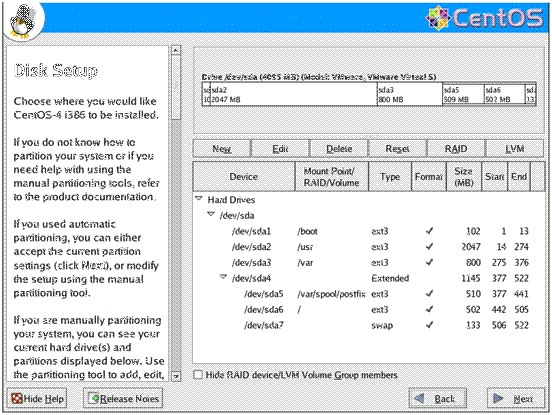 CentOS
Disk Setup
Choose where you would like
CentOS-4 i386 to be installed.
If you do not know how to
partition your system or if you
need help with using the
manual partitioning tools, refer
to the product documentation.
If you used automatic
partitioning, you can either
accept the current partition
settings (click Next), or modify
the setup using the manual
partitioning tool.
If you are manually partitioning
your system, you can see your
current hard drive(s) and
partitions displayed below. Use
the partitioning tool to add, edit,
Drive /dev/sda (4095 MB) (Model: VMware, VMware Virtual S)
sda2 sda3 sda5 sda6
2047 MB 800 MB 509 MB 502 MB
New Edit Delete Reset RAID LVM
Device Mount Point/ RAID/Volume Type Format Size (MB) Start End
Hard Drives
/dev/sda
/dev/sda1 /boot ext3 102 1 13
/dev/sda2 /usr ext3 2047 14 274
/dev/sda3 /var ext3 800 275 376
/dev/sda4 Extended 1145 377 522
/dev/sda5 /var/spool/postfix ext3 510 377 441
/dev/sda6 / ext3 502 442 505
/dev/sda7 swap 133 506 522
Hide RAID device/LVM Volume Group members
Hide Help Release Notes Back Next